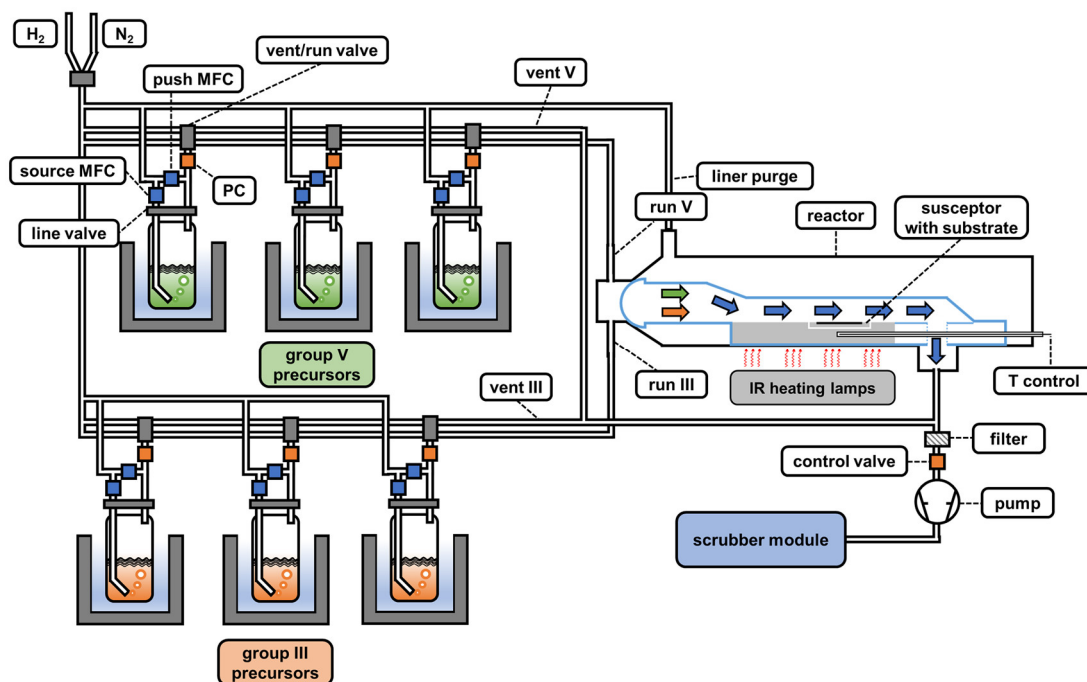 H2
N2
vent/run valve
push MFC
vent V
source MFC
PC
liner purge
line valve
run V
reactor
susceptor
with substrate
group V
precursors
vent III
run III
IR heating lamps
T control
filter
control valve
pump
scrubber module
group III
precursors